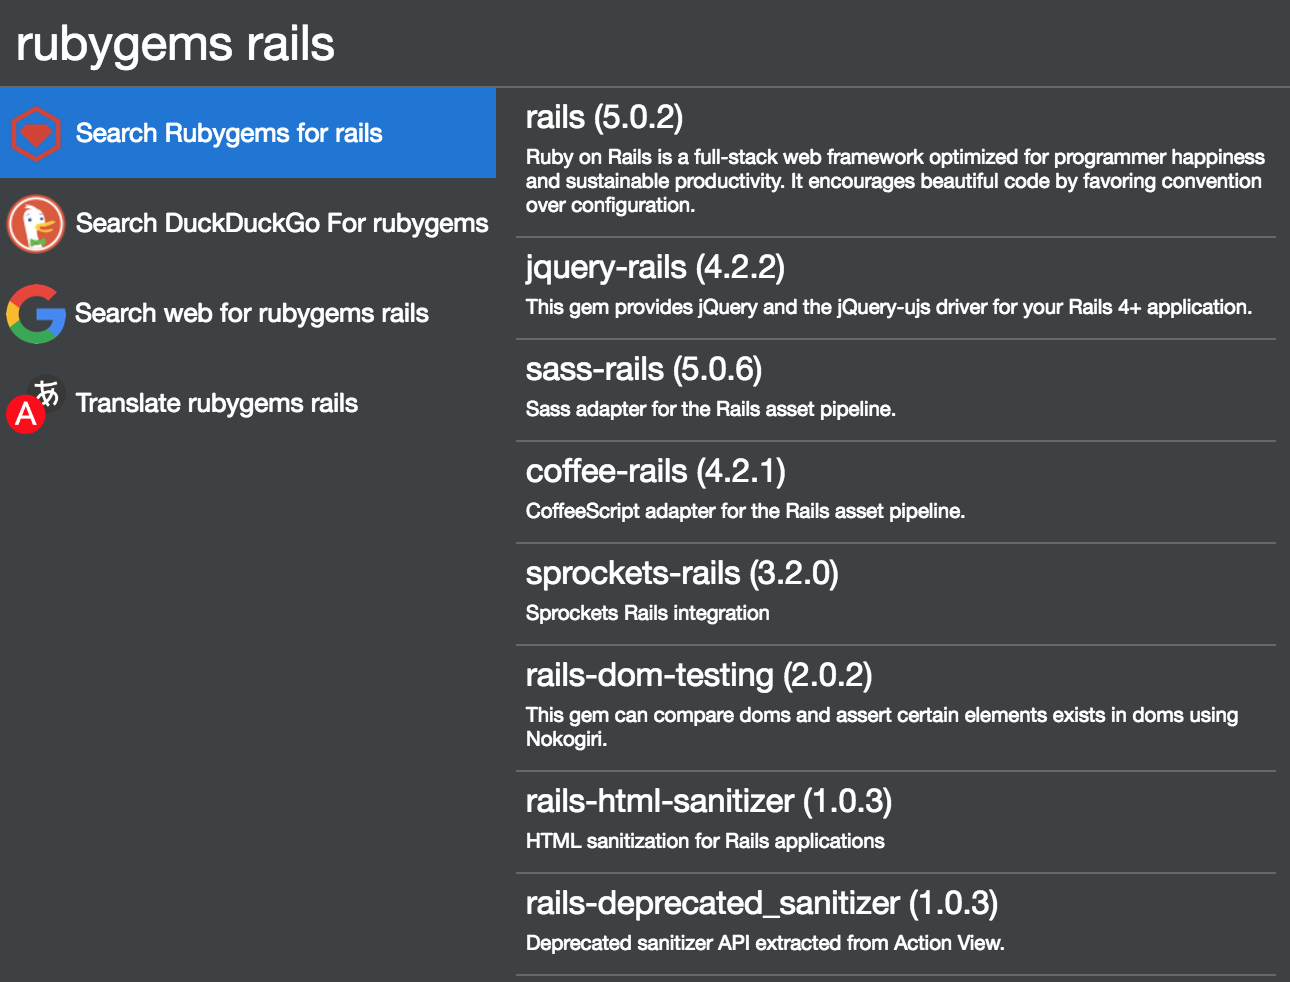 rubygems rails
Search Rubygems for rails
Search DuckDuckGo For rubygems
Search web for rubygems rails
あ
A
Translate rubygems rails
rails (5.0.2)
Ruby on Rails is a full-stack web framework optimized for programmer happiness
and sustainable productivity. It encourages beautiful code by favoring convention
over configuration.
jquery-rails (4.2.2)
This gem provides jQuery and the jQuery-ujs driver for your Rails 4+ application.
sass-rails (5.0.6)
Sass adapter for the Rails asset pipeline.
coffee-rails (4.2.1)
CoffeeScript adapter for the Rails asset pipeline.
sprockets-rails (3.2.0)
Sprockets Rails integration
rails-dom-testing (2.0.2)
This gem can compare doms and assert certain elements exists in doms using
Nokogiri.
rails-html-sanitizer (1.0.3)
HTML sanitization for Rails applications
rails-deprecated_sanitizer (1.0.3)
Deprecated sanitizer API extracted from Action View.